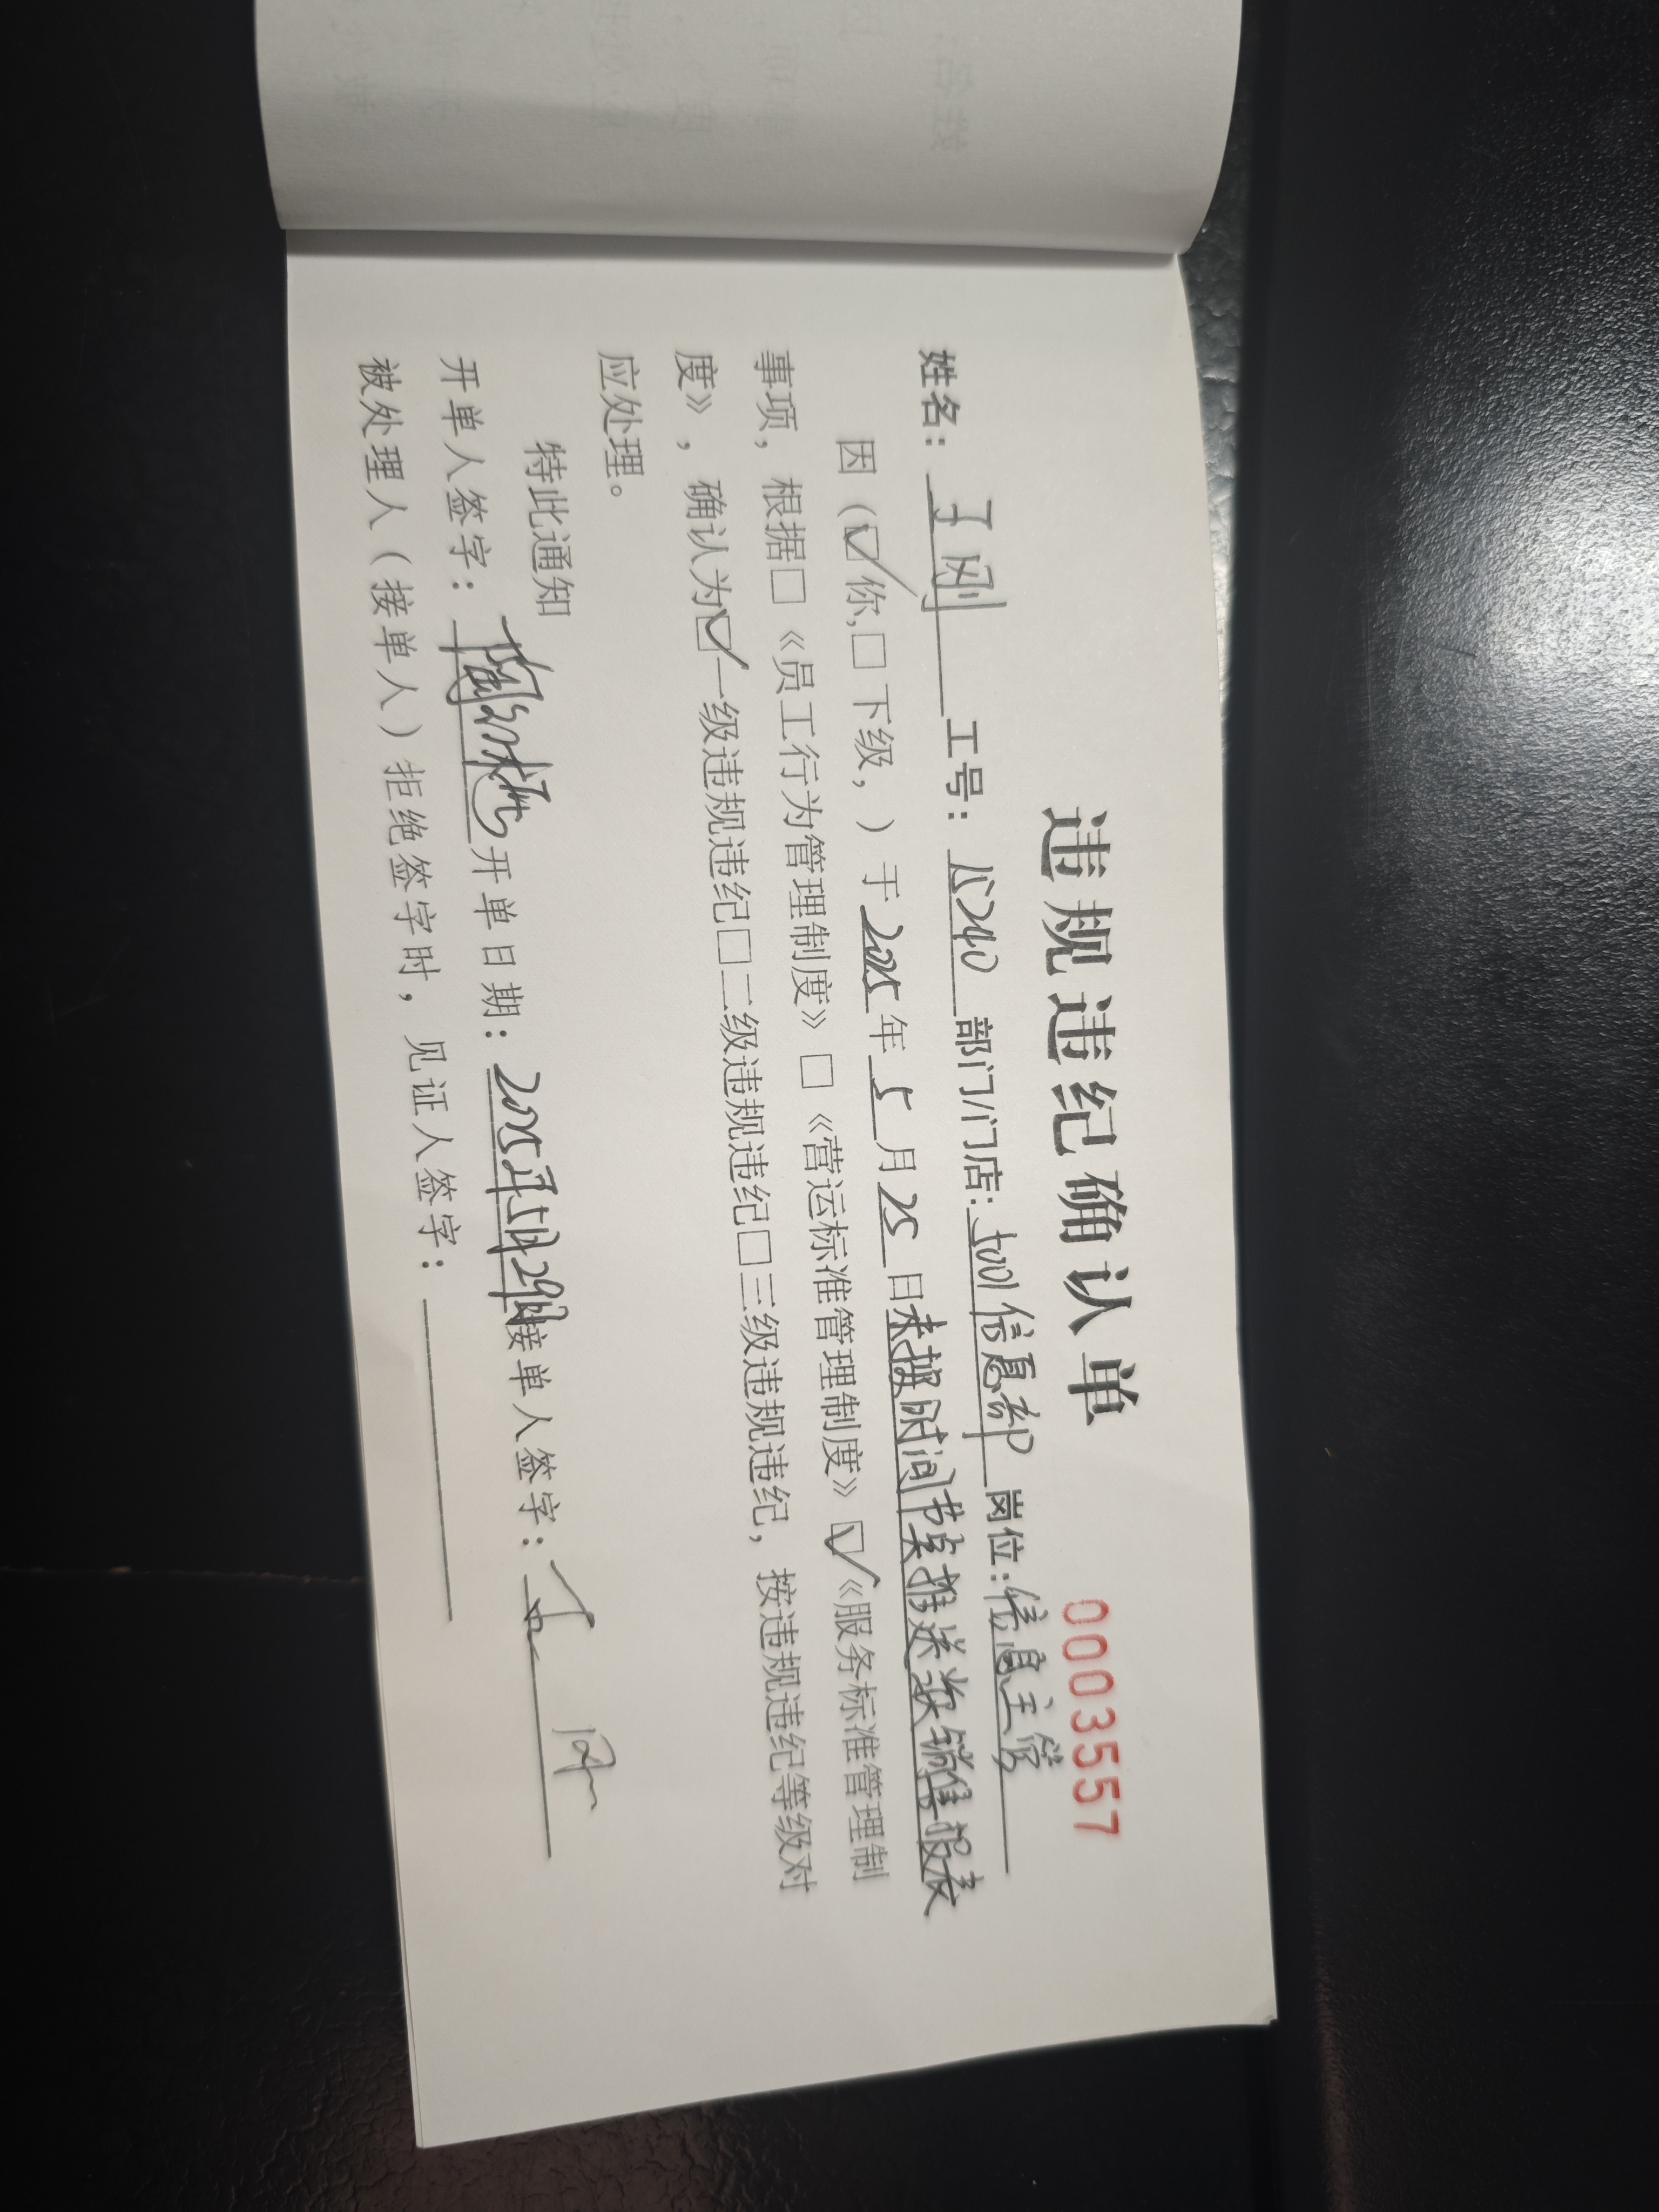 违规违纪确认单 0003557
姓名：丁刚 工号：15240 部门/门店：1001信息部 岗位：信息主管
因（☑你，□下级，）于2025年5月25日未按时间节点推送类销售报表
事项，根据□《员工行为管理制度》□《营运标准管理制度》☑《服务标准管理制
度》，确认为☑一级违规违纪□二级违规违纪□三级违规违纪，按违规违纪等级对
应处理。
特此通知
开单人签字： 开单日期：2025年5月29日 接单人签字：丁刚
被处理人（接单人）拒绝签字时，见证人签字：